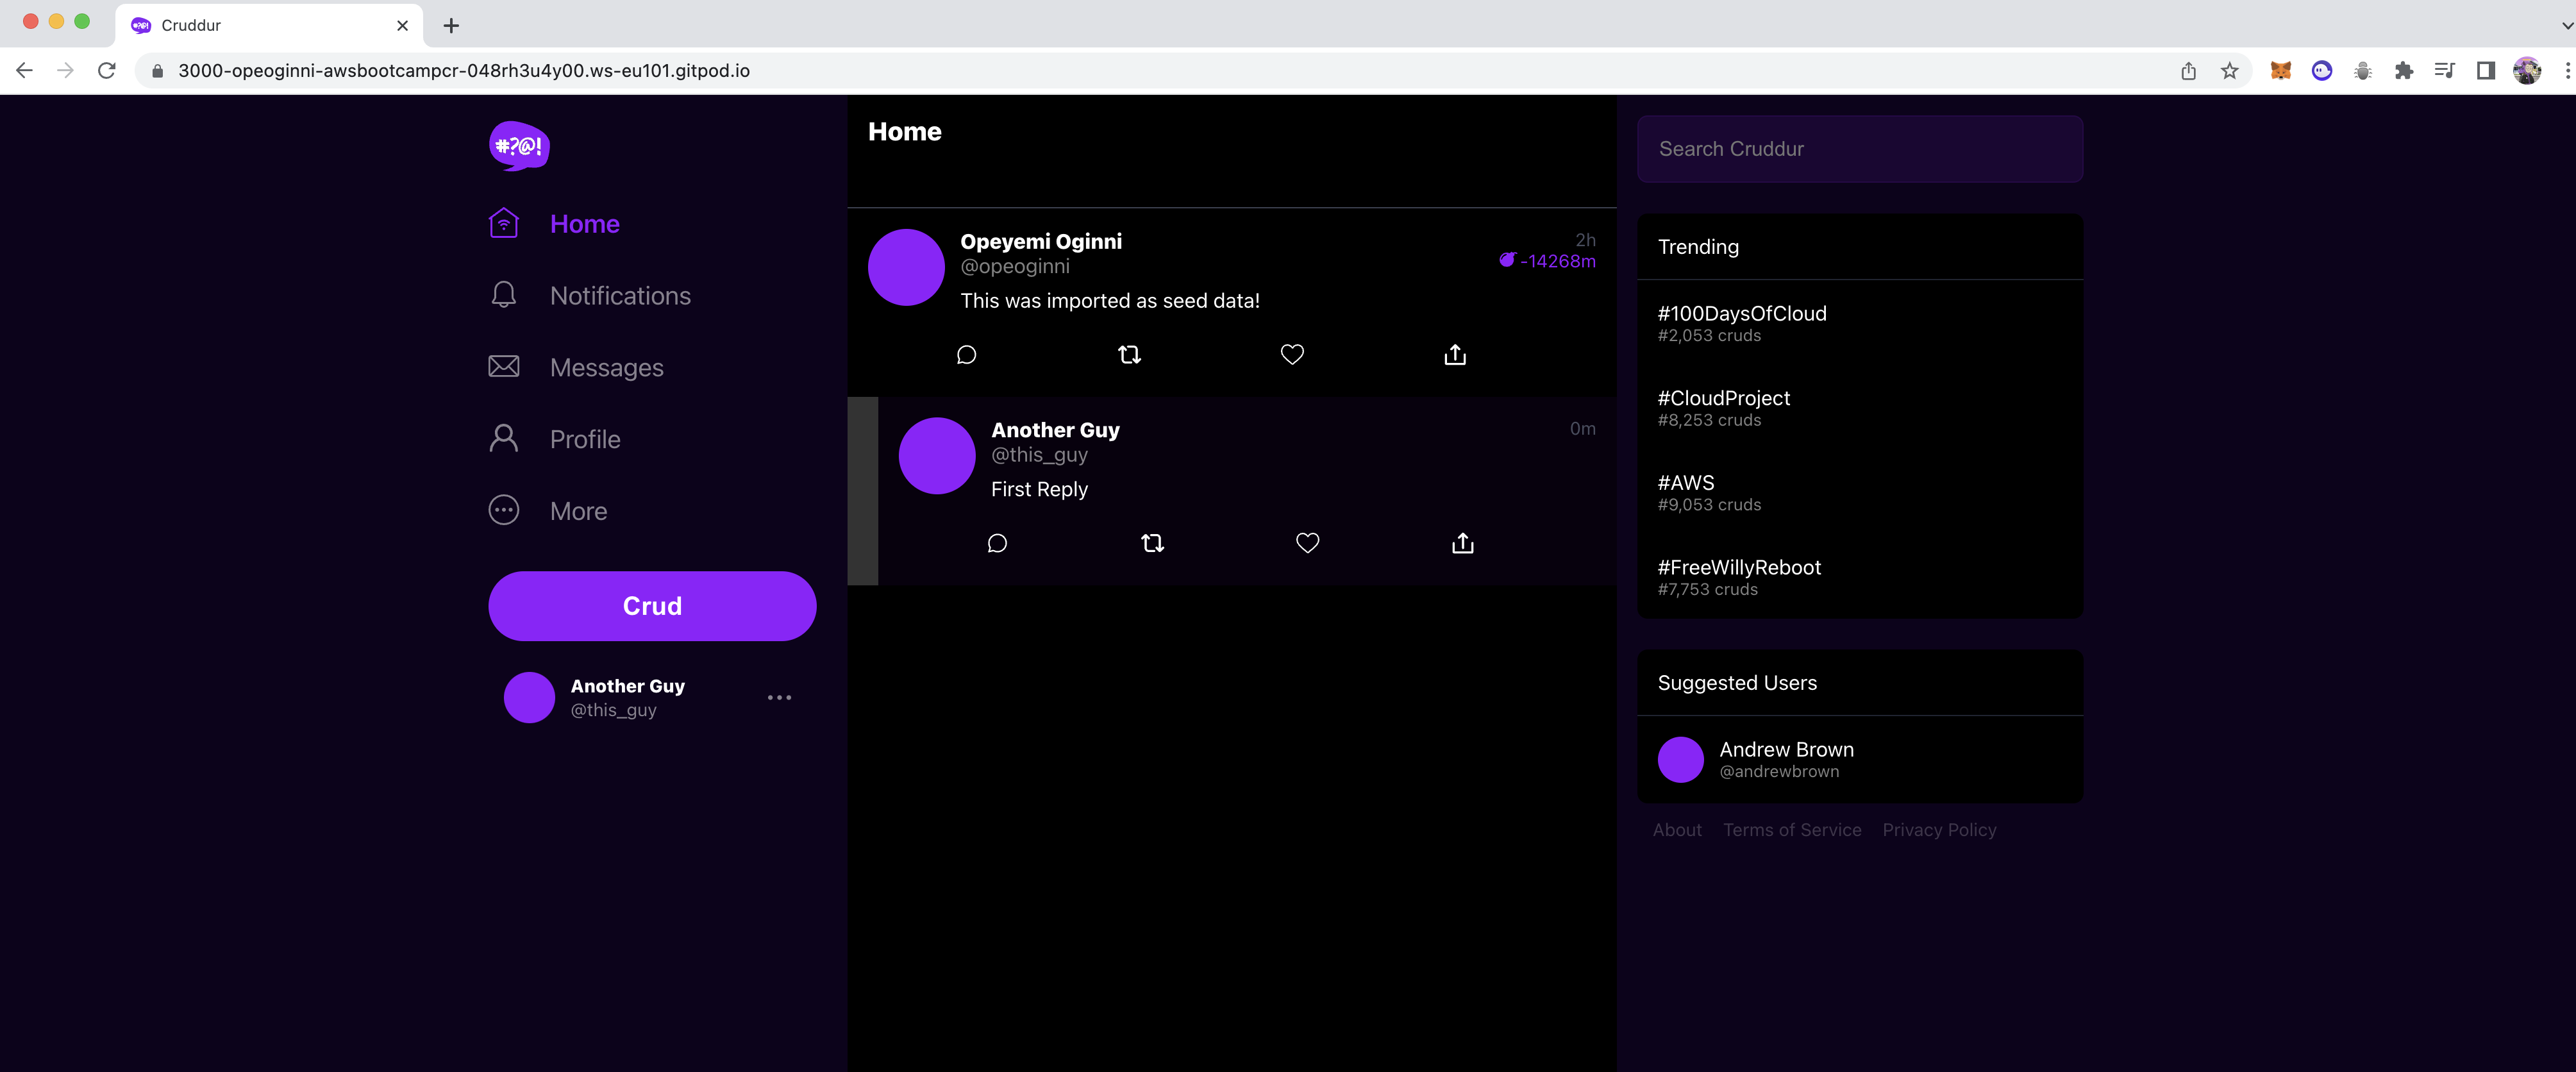 Cruddur
3000-opeoginni-awsbootcampcr-048rh3u4y00.ws-eu101.gitpod.io
#?@!
Home
Notifications
Messages
Profile
More
Crud
Another Guy
@this_guy
Home
Opeyemi Oginni
2h
@opeoginni
-14268m
This was imported as seed data!
Another Guy
0m
@this_guy
First Reply
Search Cruddur
Trending
#100DaysOfCloud
#2,053 cruds
#CloudProject
#8,253 cruds
#AWS
#9,053 cruds
#FreeWillyReboot
#7,753 cruds
Suggested Users
Andrew Brown
@andrewbrown
About Terms of Service Privacy Policy